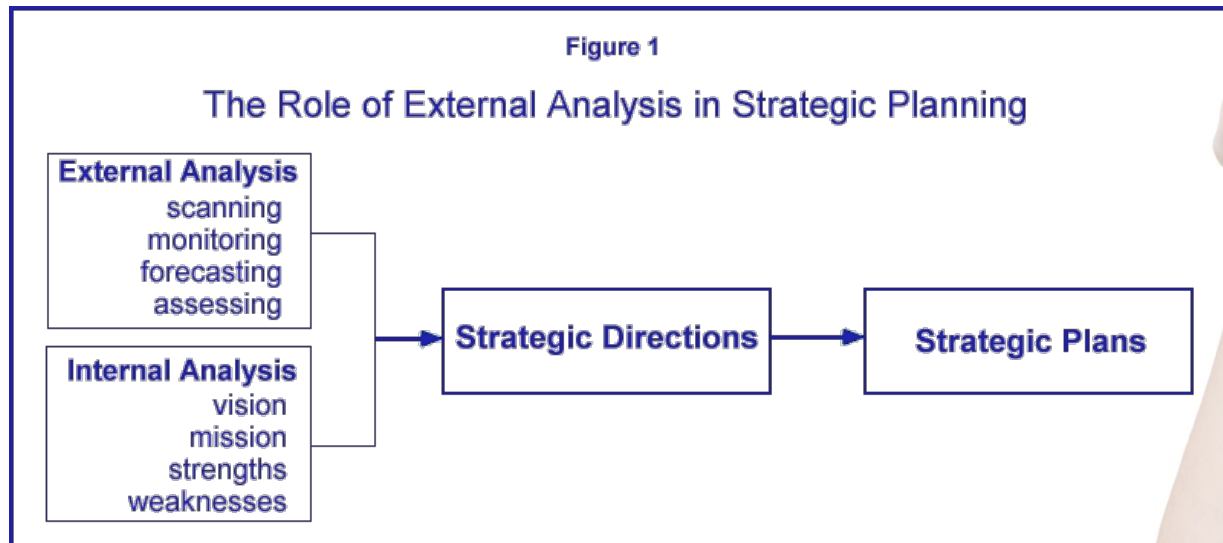 Figure 1
The Role of External Analysis in Strategic Planning
External Analysis
scanning
monitoring
forecasting
assessing
Internal Analysis
vision
mission
strengths
weaknesses
Strategic Directions
Strategic Plans